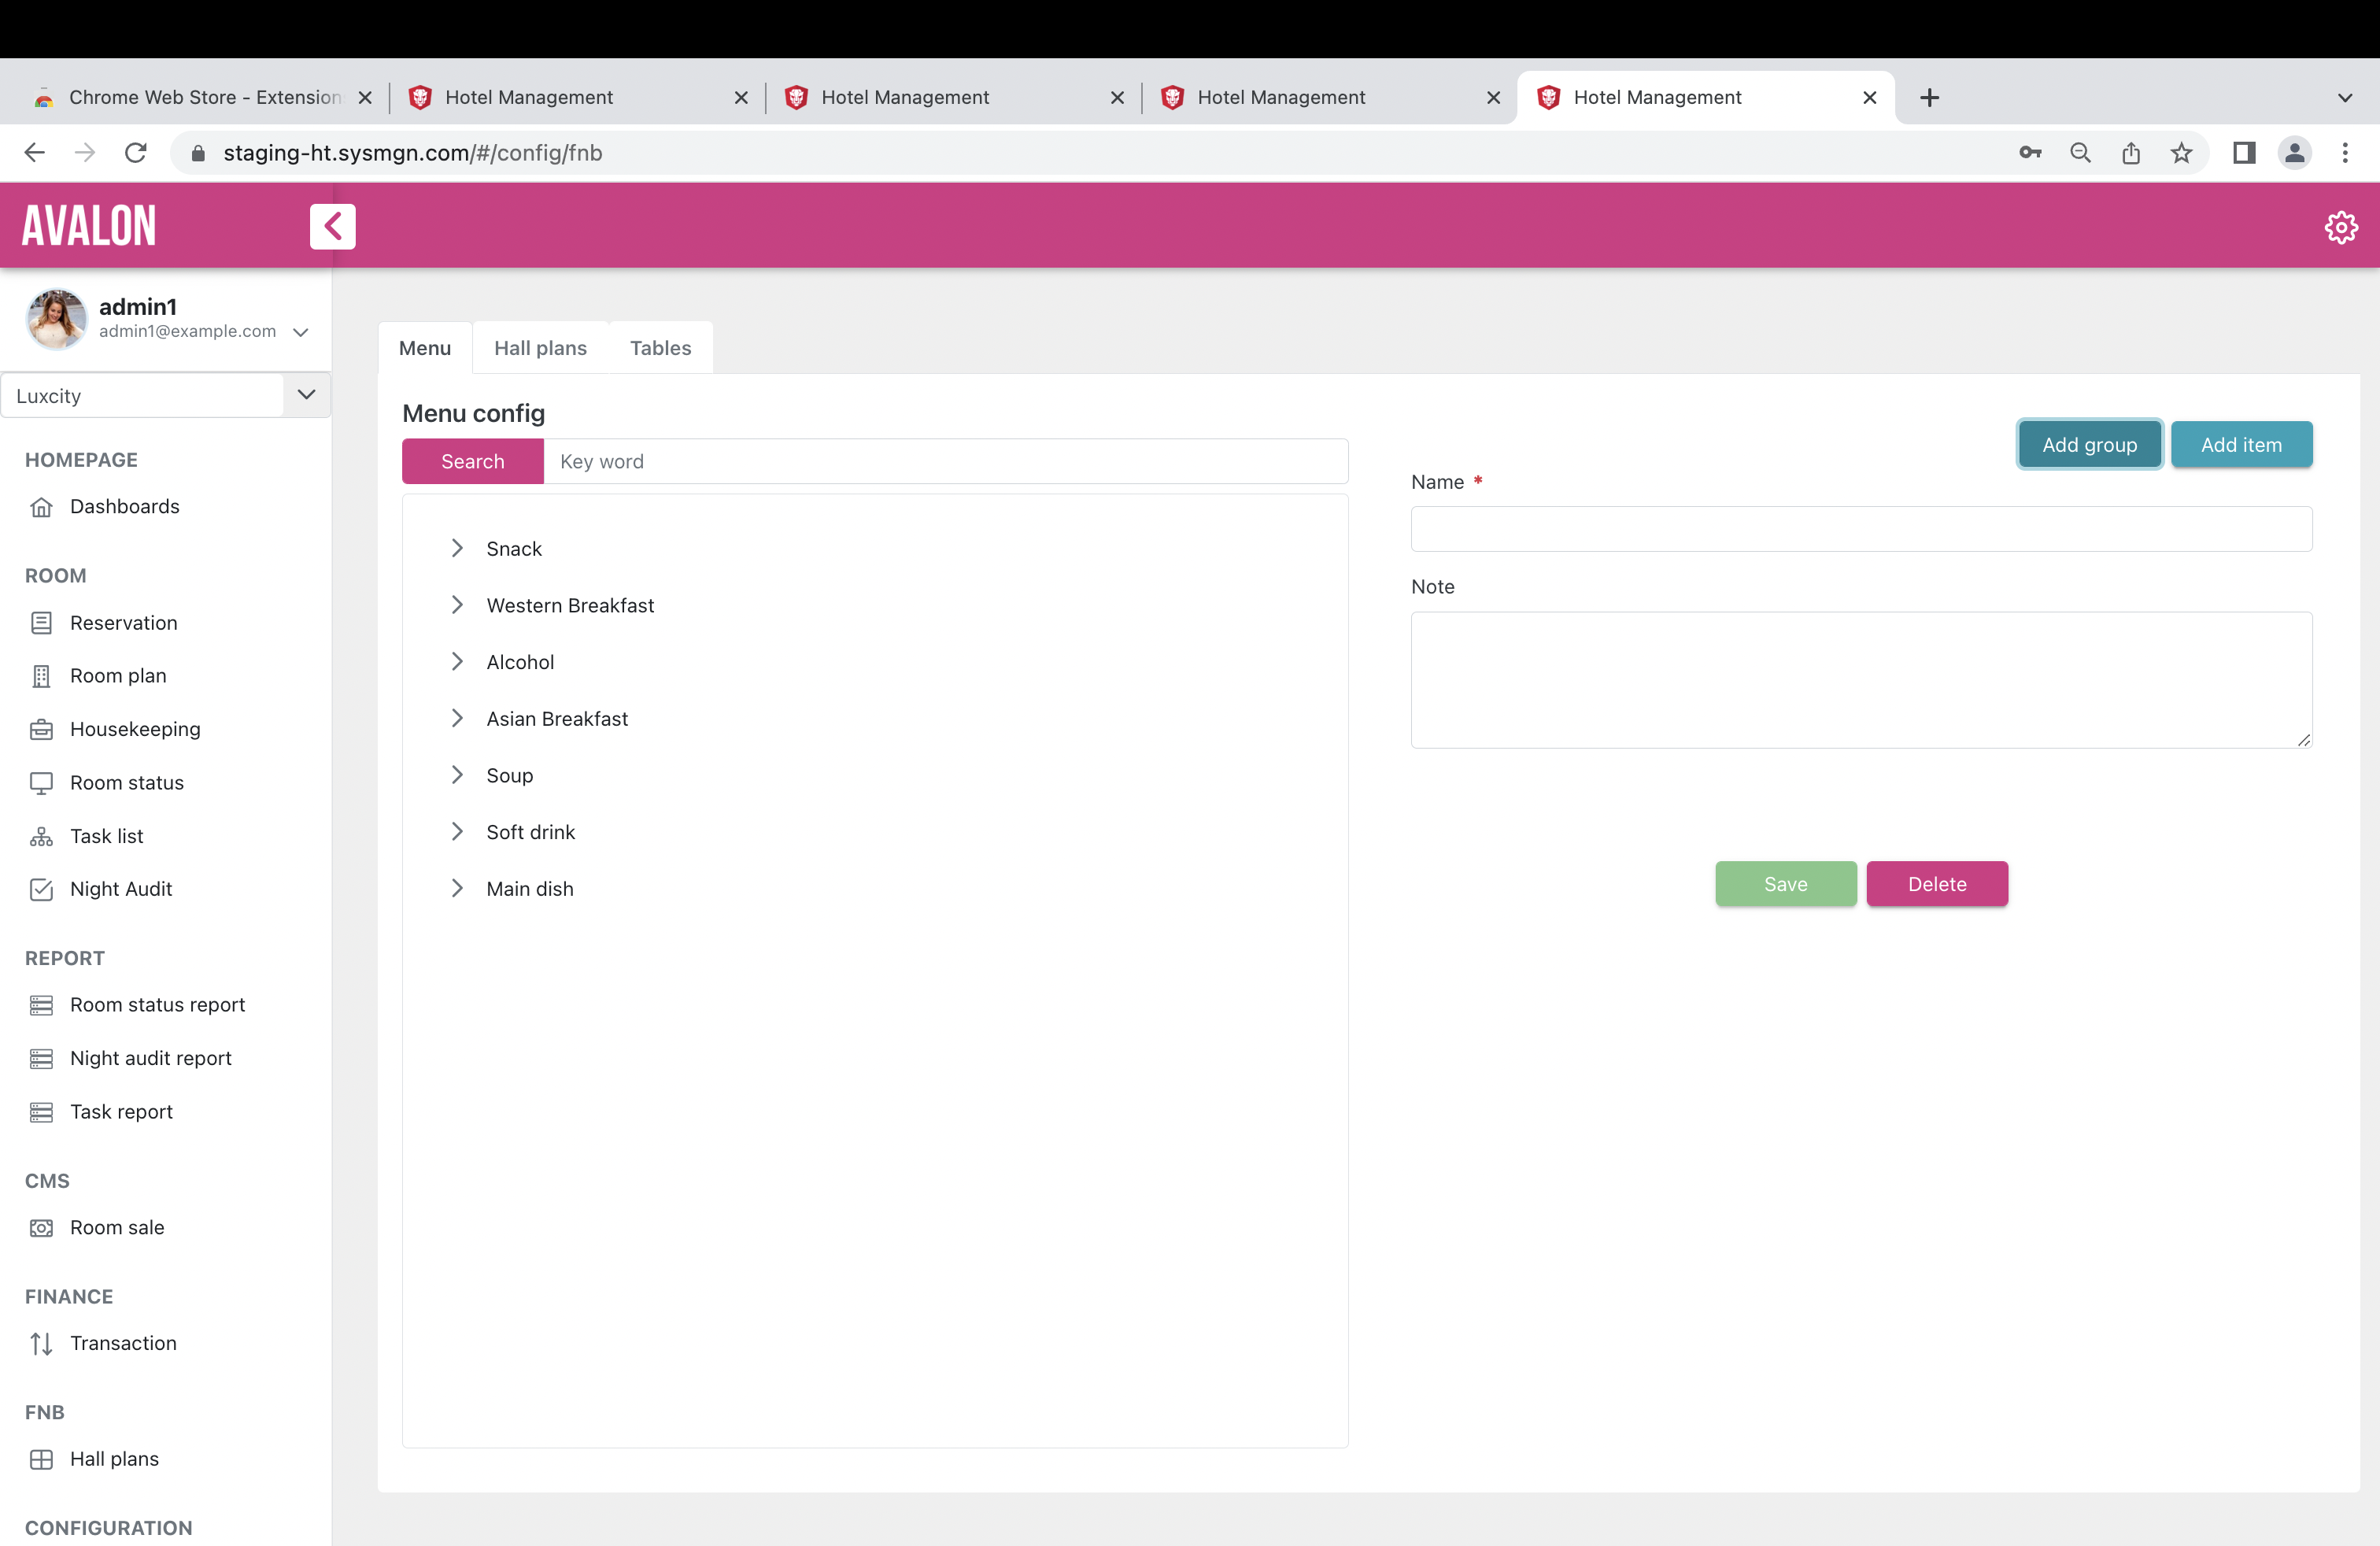 Chrome Web Store - Extension
Hotel Management
Hotel Management
Hotel Management
Hotel Management
staging-ht.sysmgn.com/#/config/fnb
AVALON
admin1
admin1@example.com
Luxcity
HOMEPAGE
Dashboards
ROOM
Reservation
Room plan
Housekeeping
Room status
Task list
Night Audit
REPORT
Room status report
Night audit report
Task report
CMS
Room sale
FINANCE
Transaction
FNB
Hall plans
CONFIGURATION
Menu
Hall plans
Tables
Menu config
Search
Key word
Snack
Western Breakfast
Alcohol
Asian Breakfast
Soup
Soft drink
Main dish
Add group
Add item
Name *
Note
Save
Delete